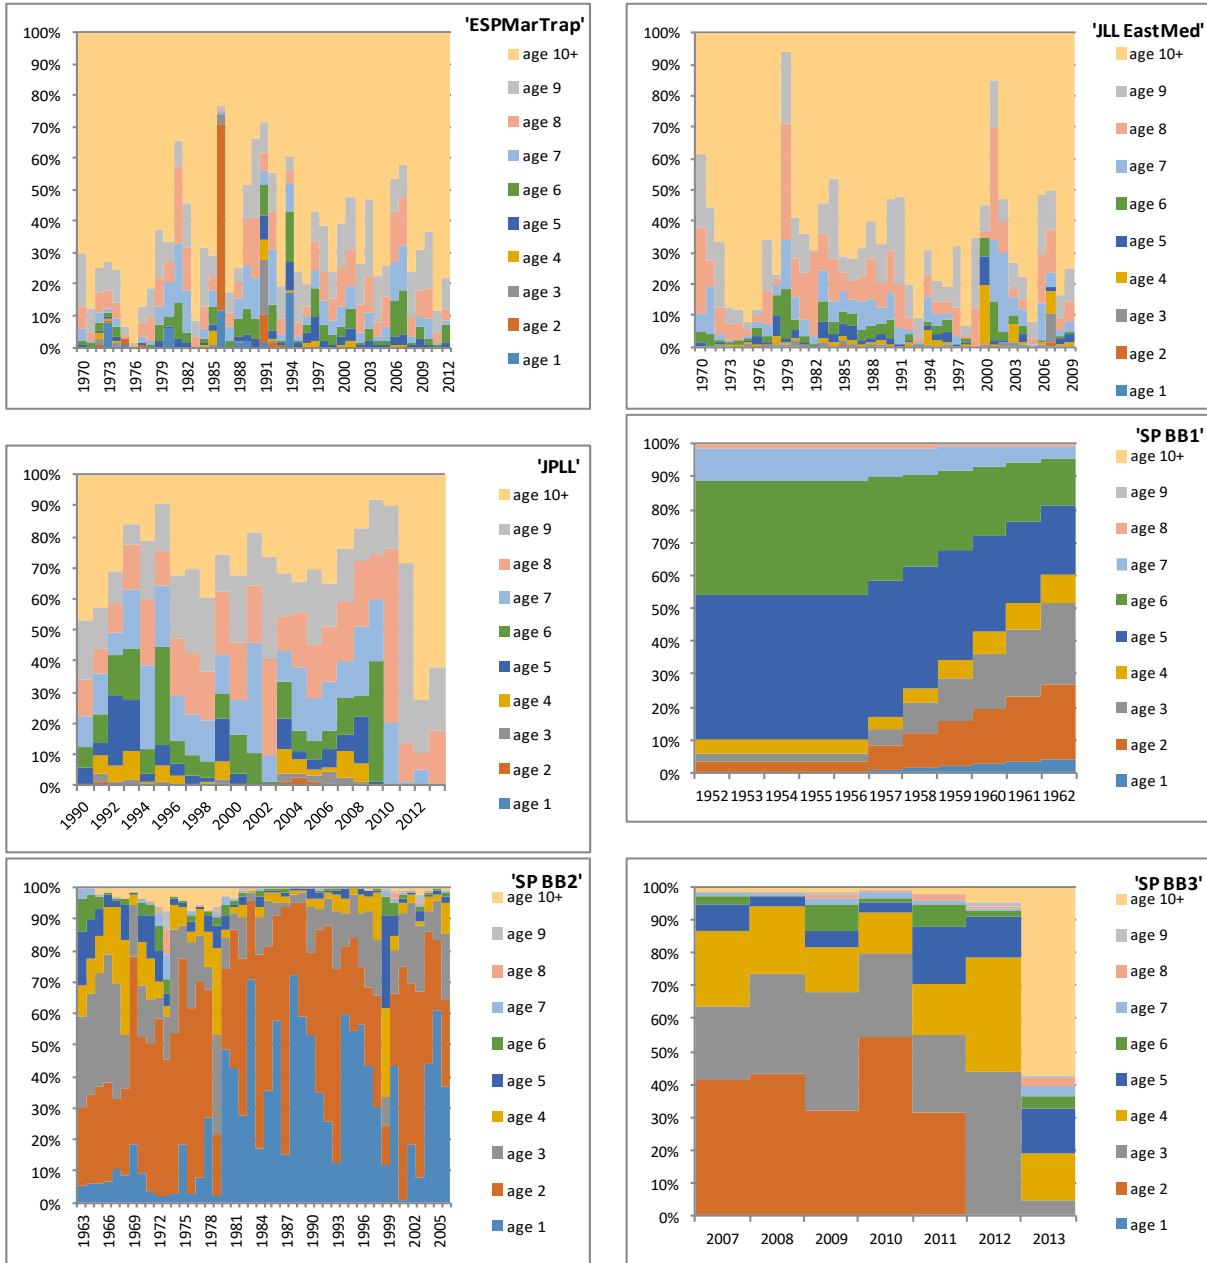 'ESPMarTrap'
100%
90%
80%
70%
60%
50%
40%
30%
20%
10%
0%
1970
1973
1976
1979
1982
1985
1988
1991
1994
1997
2000
2003
2006
2009
2012
age 10+
age 9
age 8
age 7
age 6
age 5
age 4
age 3
age 2
age 1
'JLL EastMed'
100%
90%
80%
70%
60%
50%
40%
30%
20%
10%
0%
1970
1973
1976
1979
1982
1985
1988
1991
1994
1997
2000
2003
2006
2009
age 10+
age 9
age 8
age 7
age 6
age 5
age 4
age 3
age 2
age 1
'JPLL'
100%
90%
80%
70%
60%
50%
40%
30%
20%
10%
0%
1990
1992
1994
1996
1998
2000
2002
2004
2006
2008
2010
2012
age 10+
age 9
age 8
age 7
age 6
age 5
age 4
age 3
age 2
age 1
'SP BB1'
100%
90%
80%
70%
60%
50%
40%
30%
20%
10%
0%
1952 1953 1954 1955 1956 1957 1958 1959 1960 1961 1962
age 10+
age 9
age 8
age 7
age 6
age 5
age 4
age 3
age 2
age 1
'SP BB2'
100%
90%
80%
70%
60%
50%
40%
30%
20%
10%
0%
1963
1966
1969
1972
1975
1978
1981
1984
1987
1990
1993
1996
1999
2002
2005
age 10+
age 9
age 8
age 7
age 6
age 5
age 4
age 3
age 2
age 1
'SP BB3'
100%
90%
80%
70%
60%
50%
40%
30%
20%
10%
0%
2007 2008 2009 2010 2011 2012 2013
age 10+
age 9
age 8
age 7
age 6
age 5
age 4
age 3
age 2
age 1